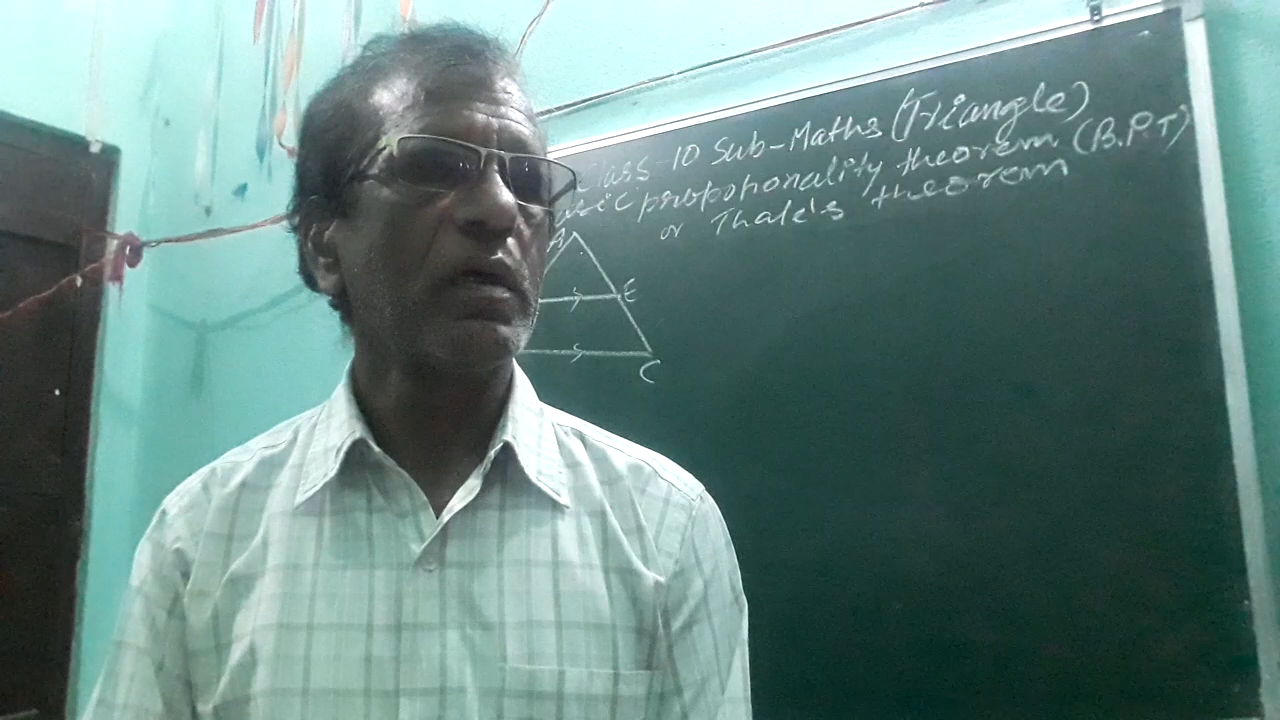 Class-10 Sub-Maths (Triangle)
proportionality theorem (B.P.T)
or Thale's theorem
A
E
C